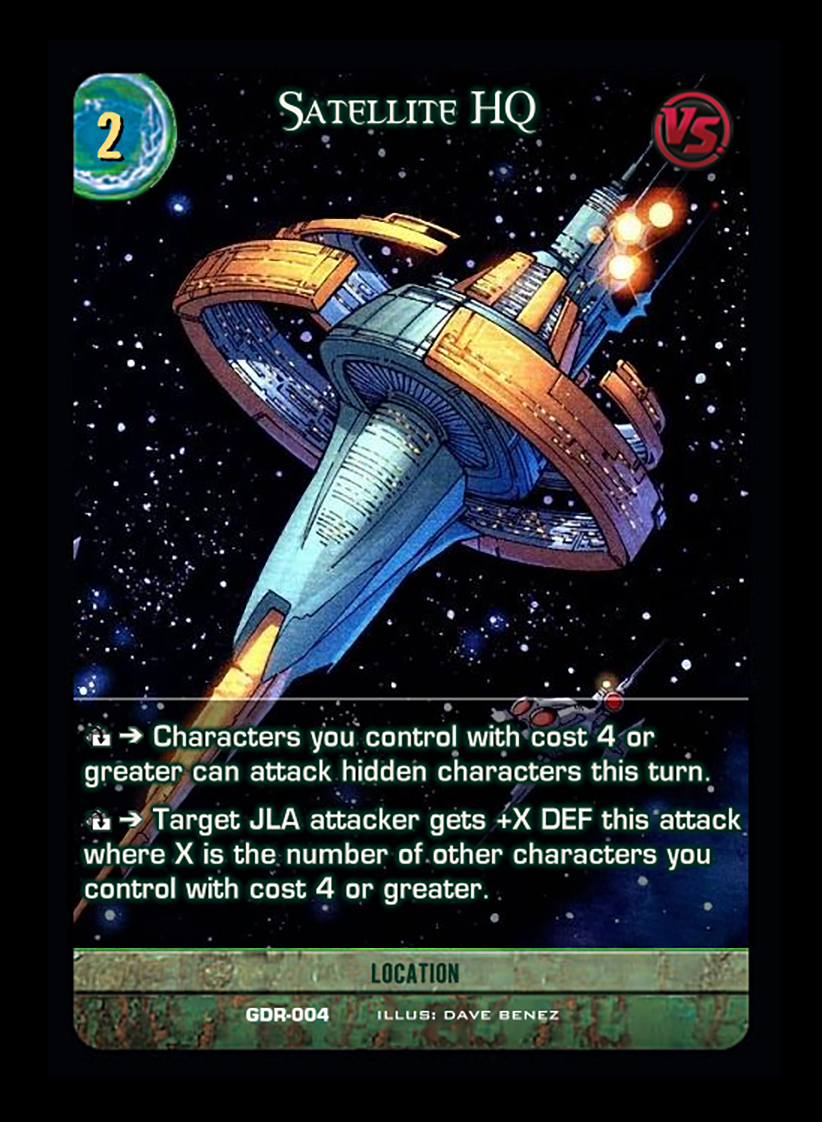 Satellite HQ
2
VS.
➔ Characters you control with cost 4 or
greater can attack hidden characters this turn.
➔ Target JLA attacker gets +X DEF this attack
where X is the number of other characters you
control with cost 4 or greater.
LOCATION
GDR-004 ILLUS: DAVE BENEZ